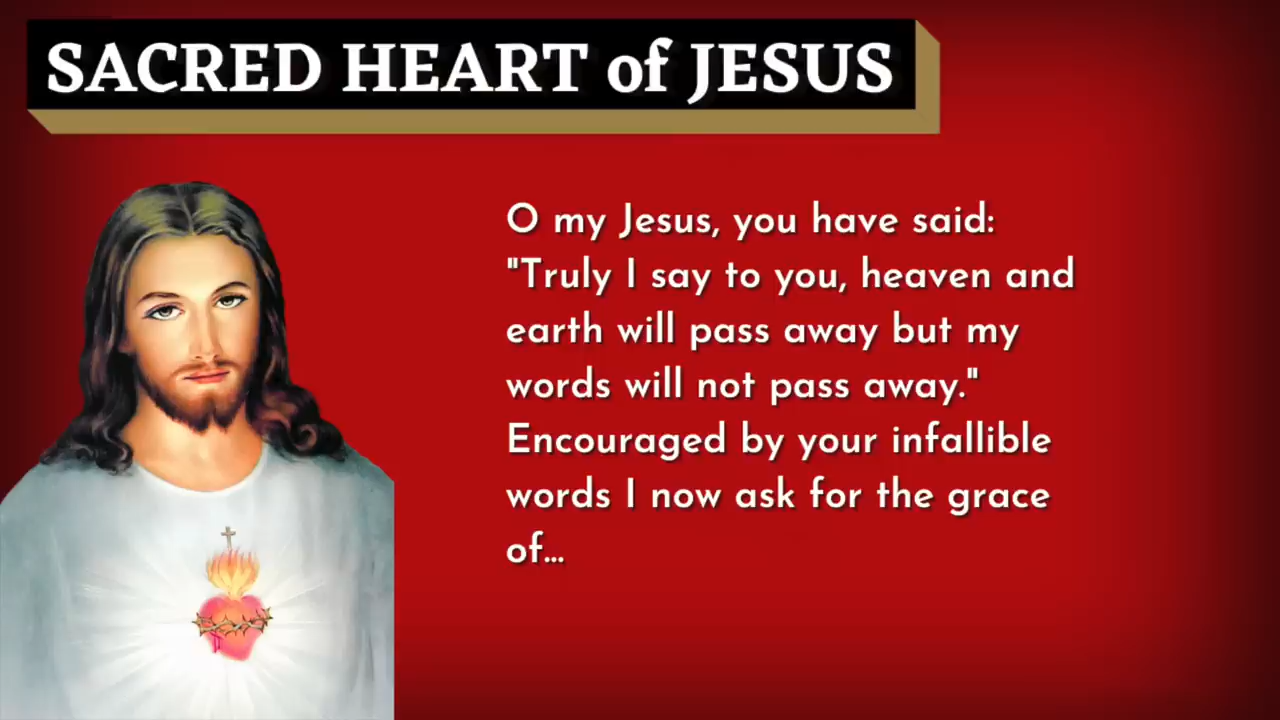 SACRED HEART of JESUS
O my Jesus, you have said:
"Truly I say to you, heaven and
earth will pass away but my
words will not pass away."
Encouraged by your infallible
words I now ask for the grace
of...